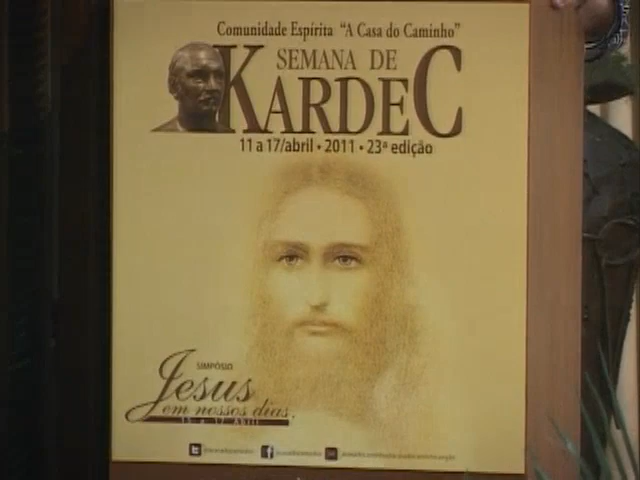 Comunidade Espírita "A Casa do Caminho"
SEMANA DE
KARDEC
11 a 17/abril • 2011 • 23ª edição
SIMPÓSIO
Jesus
em nossos dias.